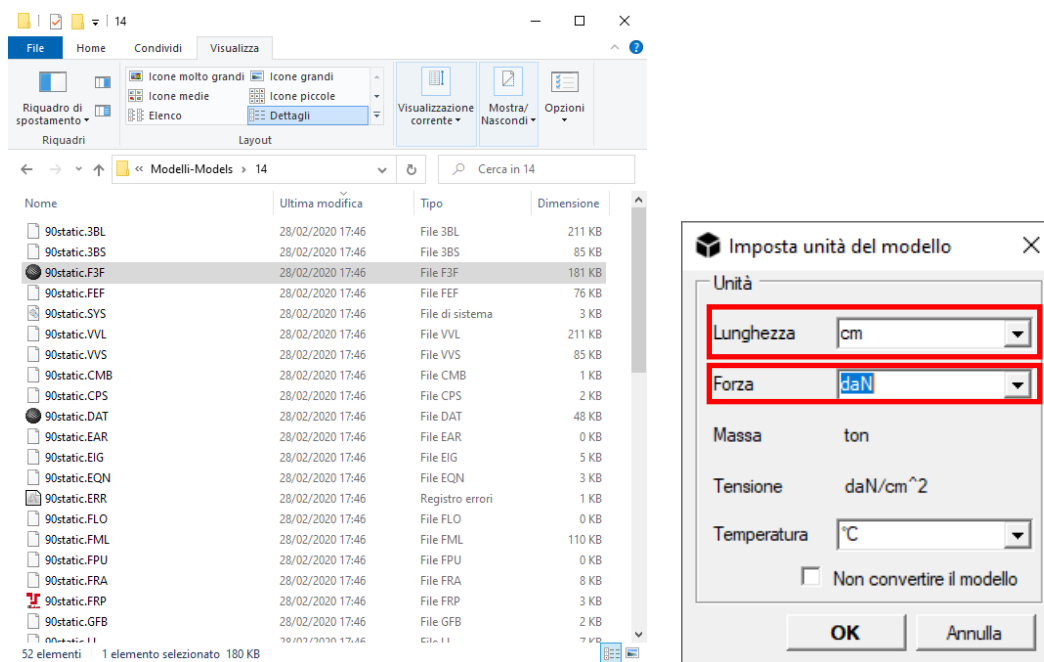 14
File Home Condividi Visualizza
Riquadro di spostamento
Icone molto grandi Icone grandi
Icone medie Icone piccole
Elenco Dettagli
Visualizzazione corrente
Mostra/ Nascondi
Opzioni
Riquadri Layout
« Modelli-Models > 14
Cerca in 14
Nome Ultima modifica Tipo Dimensione
90static.3BL 28/02/2020 17:46 File 3BL 211 KB
90static.3BS 28/02/2020 17:46 File 3BS 85 KB
90static.F3F 28/02/2020 17:46 File F3F 181 KB
90static.FEF 28/02/2020 17:46 File FEF 76 KB
90static.SYS 28/02/2020 17:46 File di sistema 3 KB
90static.VVL 28/02/2020 17:46 File VVL 211 KB
90static.VVS 28/02/2020 17:46 File VVS 85 KB
90static.CMB 28/02/2020 17:46 File CMB 1 KB
90static.CPS 28/02/2020 17:46 File CPS 2 KB
90static.DAT 28/02/2020 17:46 File DAT 48 KB
90static.EAR 28/02/2020 17:46 File EAR 0 KB
90static.EIG 28/02/2020 17:46 File EIG 5 KB
90static.EQN 28/02/2020 17:46 File EQN 3 KB
90static.ERR 28/02/2020 17:46 Registro errori 1 KB
90static.FLO 28/02/2020 17:46 File FLO 0 KB
90static.FML 28/02/2020 17:46 File FML 110 KB
90static.FPU 28/02/2020 17:46 File FPU 0 KB
90static.FRA 28/02/2020 17:46 File FRA 8 KB
90static.FRP 28/02/2020 17:46 File FRP 3 KB
90static.GFB 28/02/2020 17:46 File GFB 2 KB
52 elementi 1 elemento selezionato 180 KB
Imposta unità del modello
Unità
Lunghezza cm
Forza daN
Massa ton
Tensione daN/cm^2
Temperatura °C
Non convertire il modello
OK Annulla